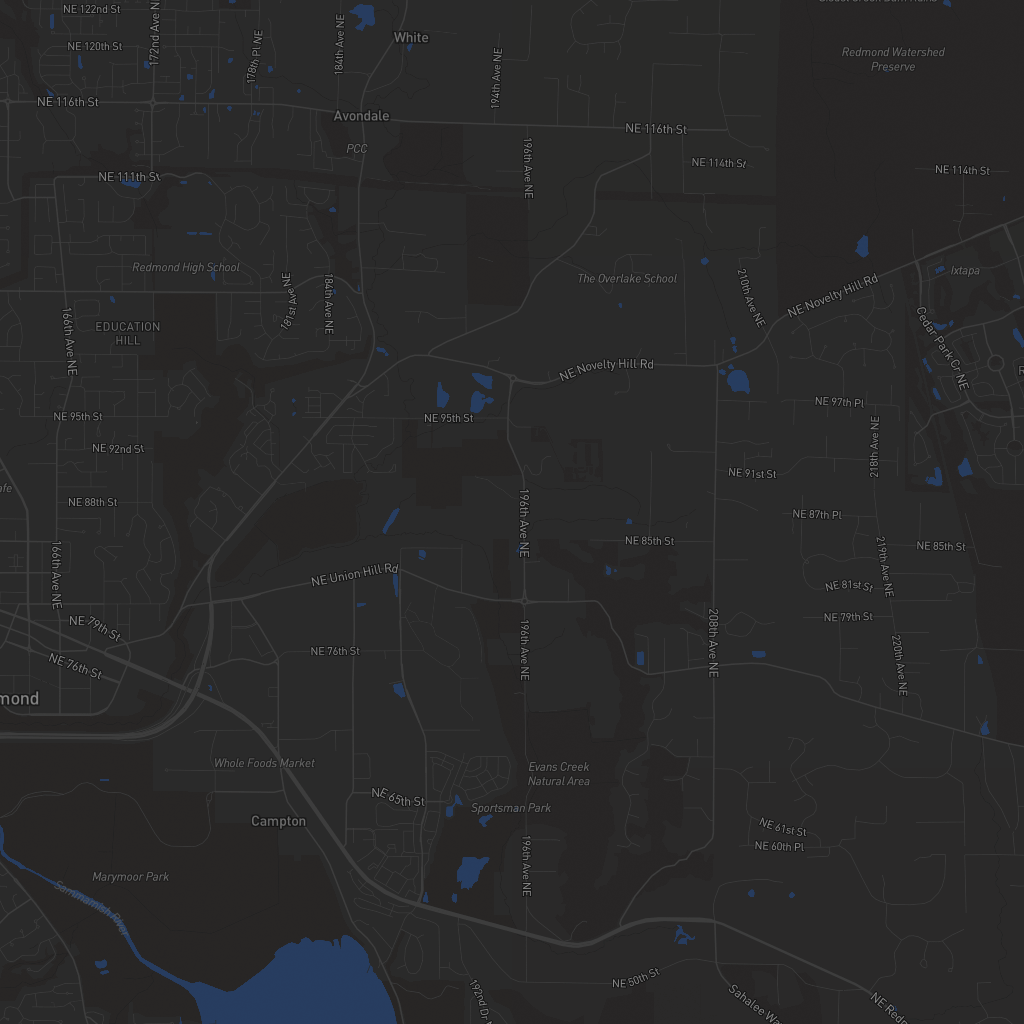 NE 122nd St
172nd Ave NE
184th Ave NE
White
NE 120th St
178th Pl NE
194th Ave NE
Redmond Watershed
Preserve
NE 116th St
Avondale
NE 116th St
PCC
196th Ave NE
NE 114th St
NE 114th St
NE 111th St
Redmond High School
The Overlake School
Ixtapa
181st Ave NE
184th Ave NE
210th Ave NE
NE Novelty Hill Rd
166th Ave NE
EDUCATION
HILL
Cedar Park Cr NE
NE Novelty Hill Rd
NE 95th St
NE 95th St
NE 97th Pl
NE 92nd St
218th Ave NE
NE 91st St
NE 88th St
196th Ave NE
NE 87th Pl
166th Ave NE
NE 85th St
219th Ave NE
NE 85th St
NE Union Hill Rd
NE 81st St
NE 79th St
NE 79th St
196th Ave NE
208th Ave NE
NE 76th St
NE 76th St
220th Ave NE
mond
Whole Foods Market
Evans Creek
Natural Area
NE 65th St
Sportsman Park
Campton
NE 61st St
NE 60th Pl
196th Ave NE
Marymoor Park
Sammamish River
NE 50th St
192nd Dr N
Sahalee Wa
NE Redr